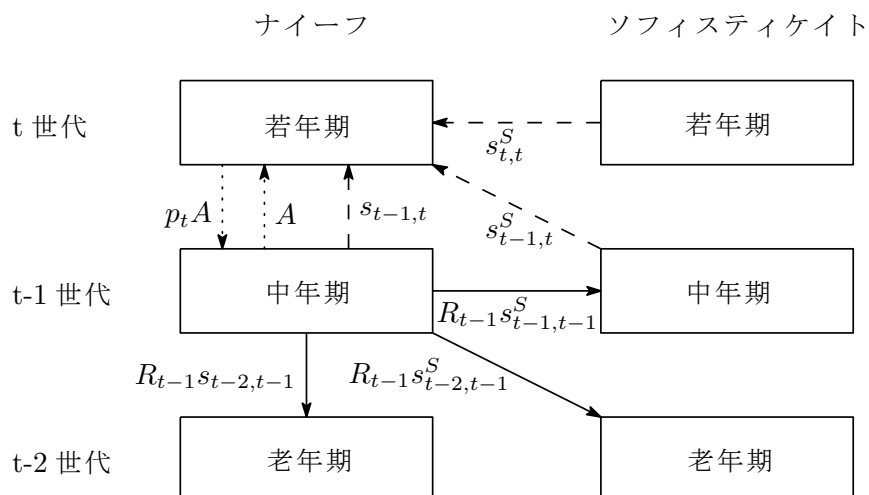 ナイーフ ソフィスティケイト
t 世代 若年期 若年期
s^S_{t,t}
p_tA A s_{t−1,t} s^S_{t−1,t}
t-1 世代 中年期 中年期
R_{t−1}s^S_{t−1,t−1}
R_{t−1}s_{t−2,t−1} R_{t−1}s^S_{t−2,t−1}
t-2 世代 老年期 老年期